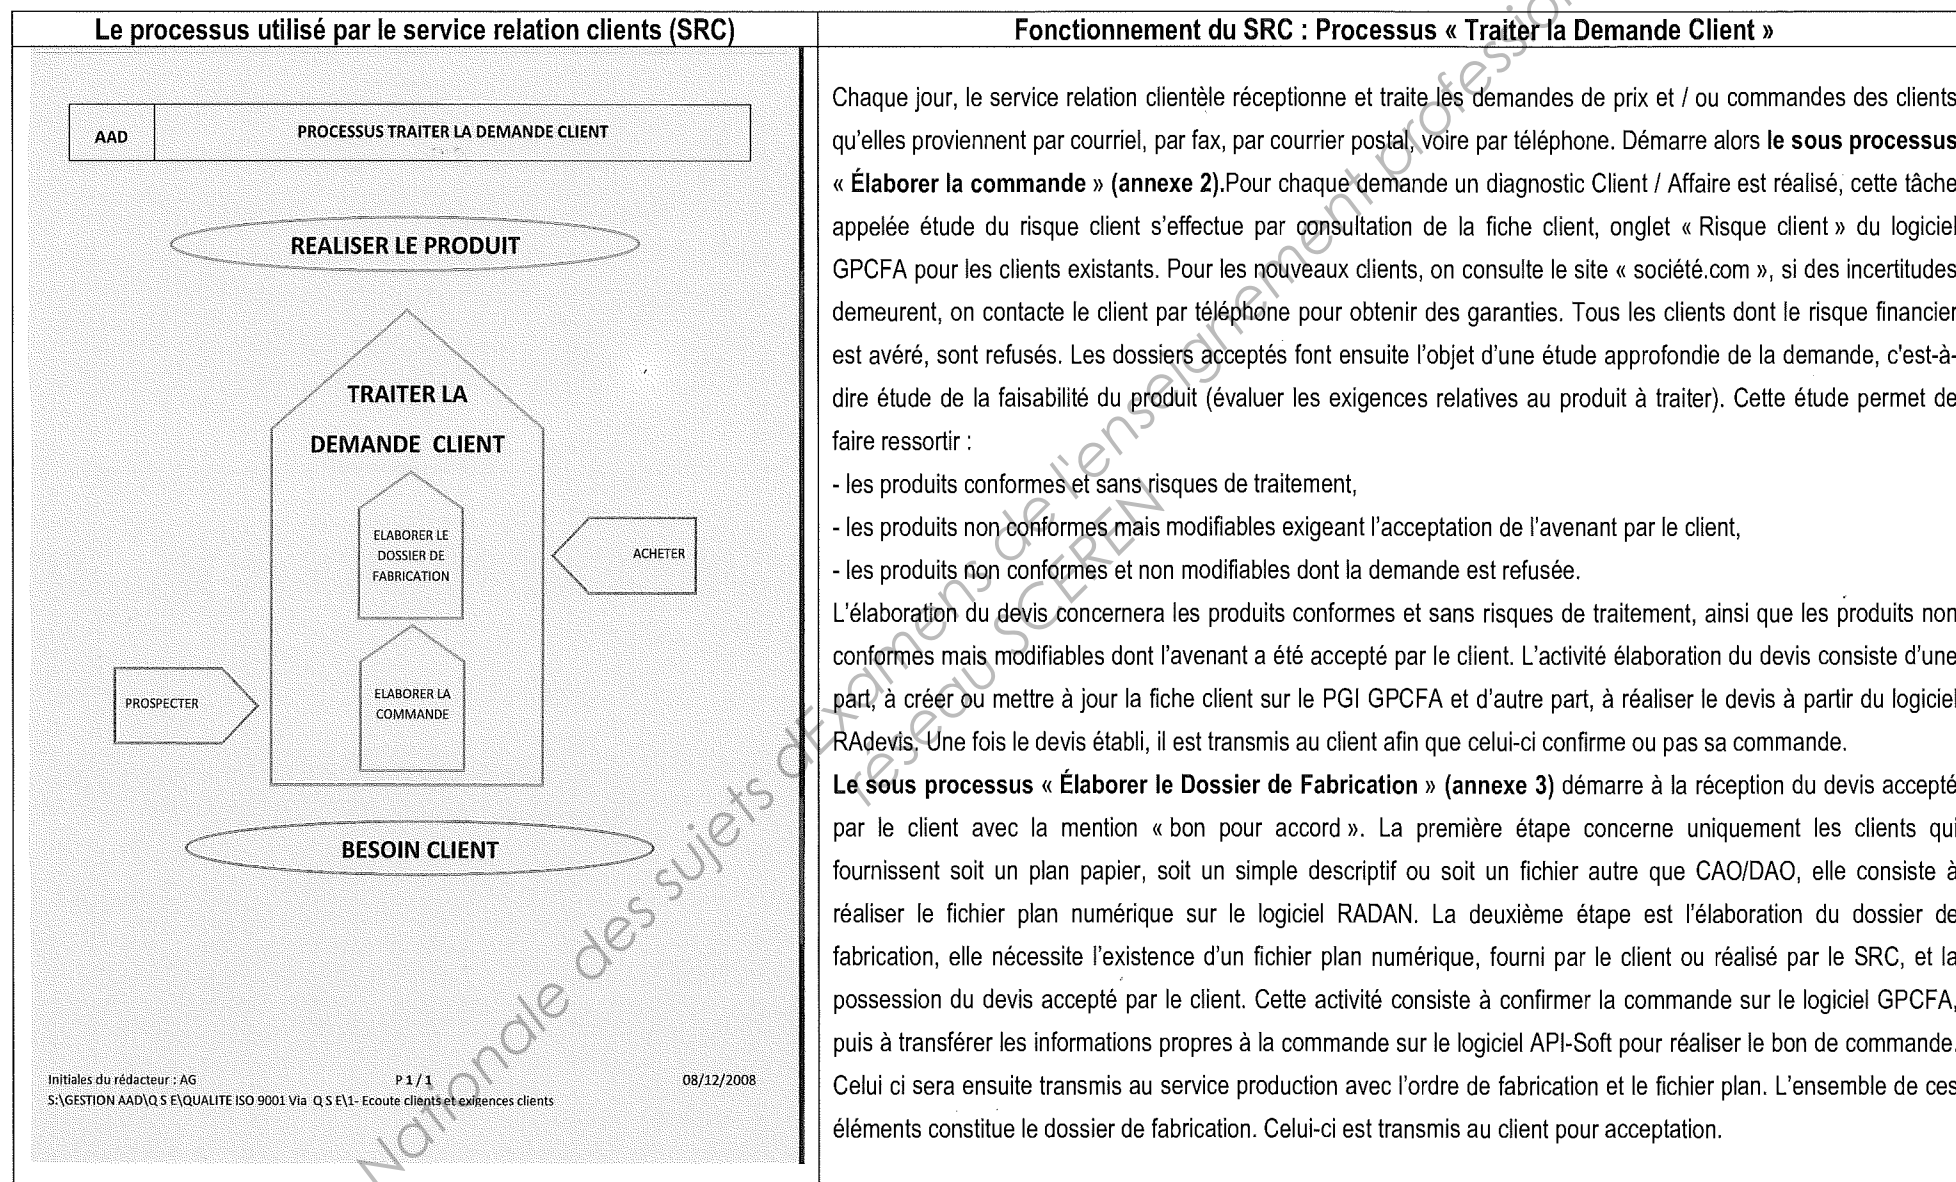 Le processus utilisé par le service relation clients (SRC)
AAD
PROCESSUS TRAITER LA DEMANDE CLIENT
REALISER LE PRODUIT
TRAITER LA
DEMANDE CLIENT
ELABORER LE
DOSSIER DE
FABRICATION
ACHETER
PROSPECTER
ELABORER LA
COMMANDE
BESOIN CLIENT
Initiales du rédacteur : AG
P 1 / 1
08/12/2008
S:\GESTION AAD\Q S E\QUALITE ISO 9001 Via Q S E\1- Ecoute clients et exigences clients
Fonctionnement du SRC : Processus « Traiter la Demande Client »
Chaque jour, le service relation clientèle réceptionne et traite les demandes de prix et / ou commandes des clients
qu'elles proviennent par courriel, par fax, par courrier postal, voire par téléphone. Démarre alors le sous processus
« Élaborer la commande » (annexe 2).Pour chaque demande un diagnostic Client / Affaire est réalisé, cette tâche
appelée étude du risque client s'effectue par consultation de la fiche client, onglet « Risque client » du logiciel
GPCFA pour les clients existants. Pour les nouveaux clients, on consulte le site « société.com », si des incertitudes
demeurent, on contacte le client par téléphone pour obtenir des garanties. Tous les clients dont le risque financier
est avéré, sont refusés. Les dossiers acceptés font ensuite l'objet d'une étude approfondie de la demande, c'est-à-
dire étude de la faisabilité du produit (évaluer les exigences relatives au produit à traiter). Cette étude permet de
faire ressortir :
- les produits conformes et sans risques de traitement,
- les produits non conformes mais modifiables exigeant l'acceptation de l'avenant par le client,
- les produits non conformes et non modifiables dont la demande est refusée.
L'élaboration du devis concernera les produits conformes et sans risques de traitement, ainsi que les produits non
conformes mais modifiables dont l'avenant a été accepté par le client. L'activité élaboration du devis consiste d'une
part, à créer ou mettre à jour la fiche client sur le PGI GPCFA et d'autre part, à réaliser le devis à partir du logiciel
RAdevis. Une fois le devis établi, il est transmis au client afin que celui-ci confirme ou pas sa commande.
Le sous processus « Élaborer le Dossier de Fabrication » (annexe 3) démarre à la réception du devis accepté
par le client avec la mention « bon pour accord ». La première étape concerne uniquement les clients qui
fournissent soit un plan papier, soit un simple descriptif ou soit un fichier autre que CAO/DAO, elle consiste à
réaliser le fichier plan numérique sur le logiciel RADAN. La deuxième étape est l'élaboration du dossier de
fabrication, elle nécessite l'existence d'un fichier plan numérique, fourni par le client ou réalisé par le SRC, et la
possession du devis accepté par le client. Cette activité consiste à confirmer la commande sur le logiciel GPCFA,
puis à transférer les informations propres à la commande sur le logiciel API-Soft pour réaliser le bon de commande.
Celui ci sera ensuite transmis au service production avec l'ordre de fabrication et le fichier plan. L'ensemble de ces
éléments constitue le dossier de fabrication. Celui-ci est transmis au client pour acceptation.
Nationale des sujets d'Examens de l'enseignement profession
réseau SCEREN